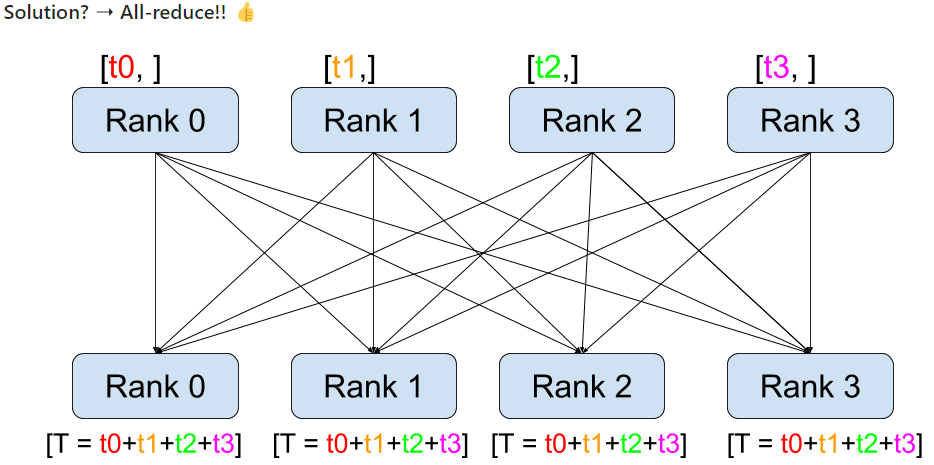 Solution? → All-reduce!! 👍
[t0, ] [t1,] [t2,] [t3, ]
Rank 0 Rank 1 Rank 2 Rank 3
Rank 0 Rank 1 Rank 2 Rank 3
[T = t0+t1+t2+t3] [T = t0+t1+t2+t3] [T = t0+t1+t2+t3] [T = t0+t1+t2+t3]